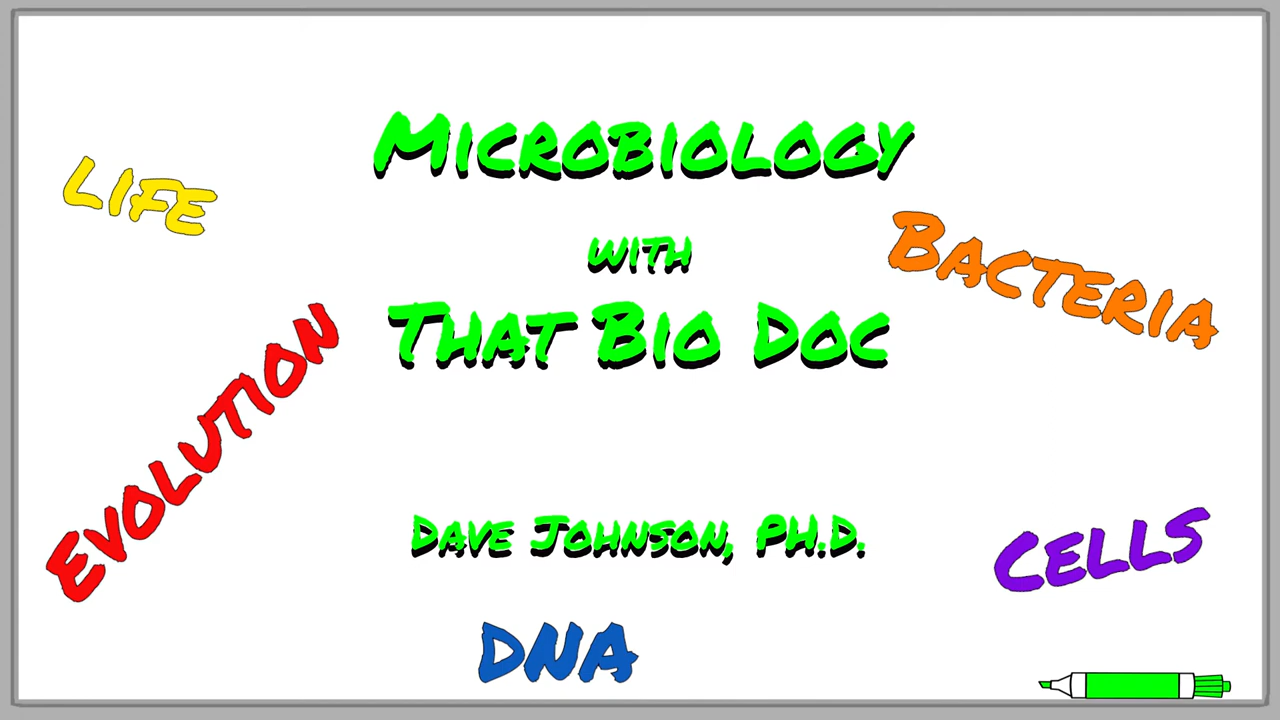 Microbiology
Life
Bacteria
with
That Bio Doc
Evolution
Dave Johnson, PH.D.
Cells
DNA